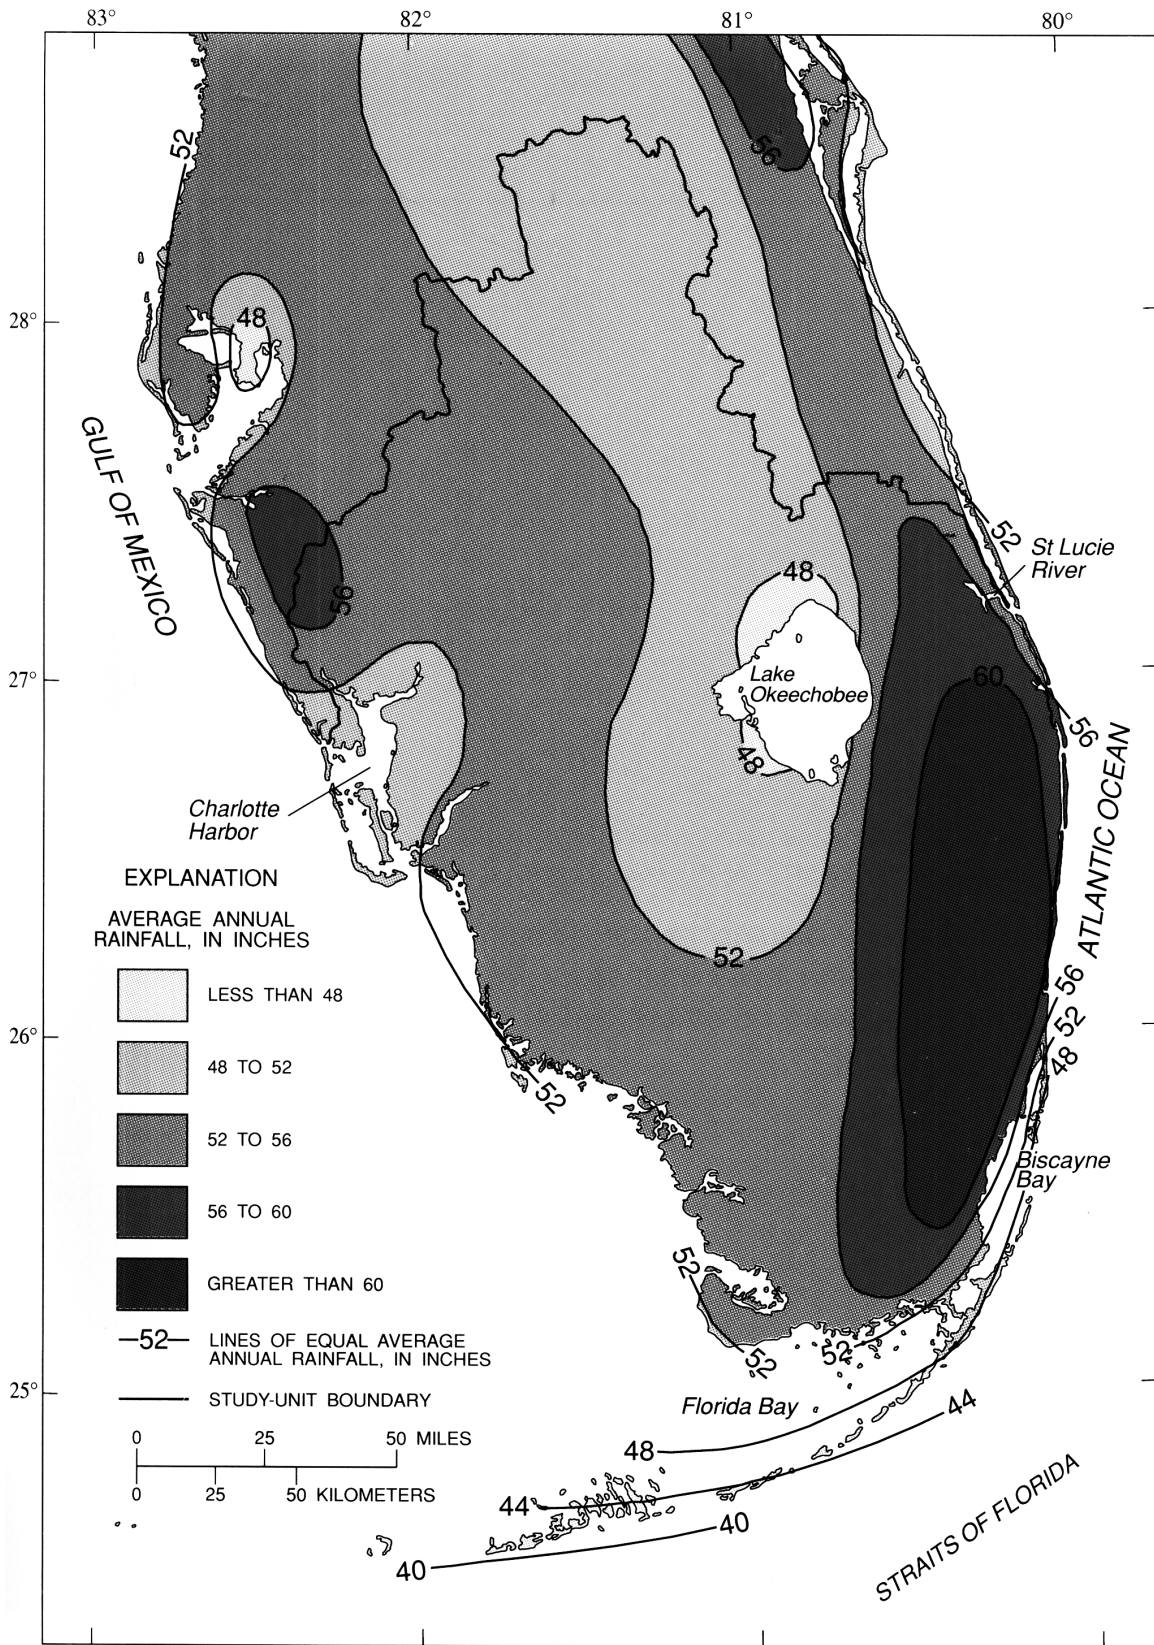 83°
82°
81°
80°
52
56
28°
48
GULF OF MEXICO
52
St Lucie
River
48
56
27°
Lake
Okeechobee
60
56
48
ATLANTIC OCEAN
Charlotte
Harbor
EXPLANATION
AVERAGE ANNUAL
RAINFALL, IN INCHES
LESS THAN 48
48 TO 52
52 TO 56
56 TO 60
GREATER THAN 60
52 LINES OF EQUAL AVERAGE
ANNUAL RAINFALL, IN INCHES
STUDY-UNIT BOUNDARY
0 25 50 MILES
0 25 50 KILOMETERS
52
56
26°
52
48
52
Biscayne
Bay
52
52
52
25°
Florida Bay
44
48
44
40
40
STRAITS OF FLORIDA